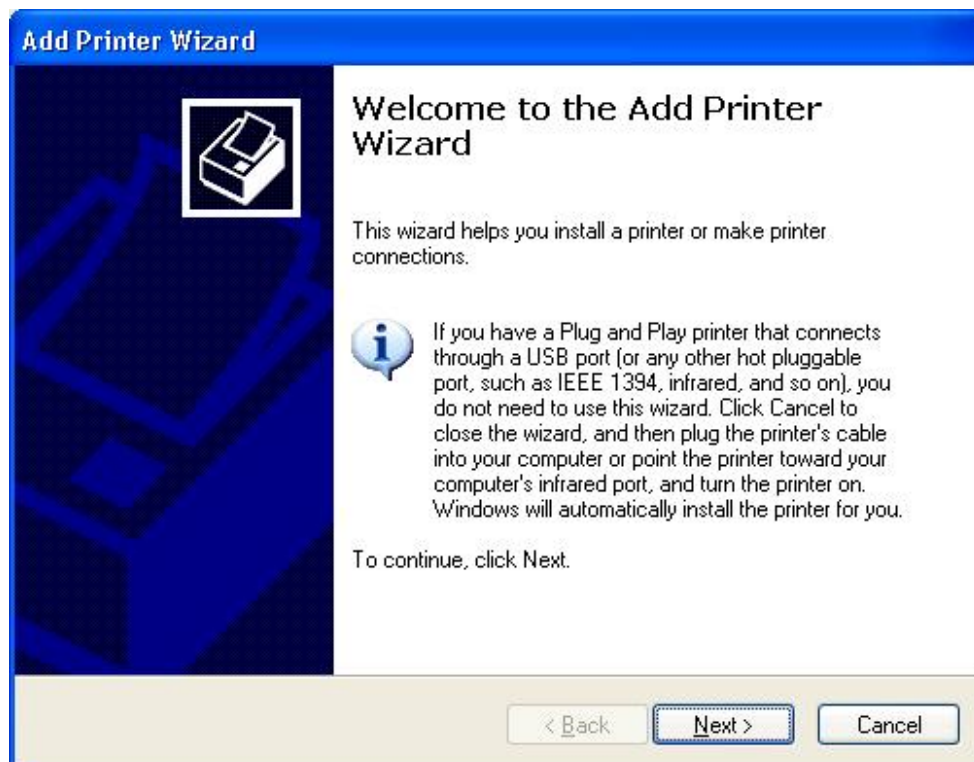 Add Printer Wizard
Welcome to the Add Printer
Wizard
This wizard helps you install a printer or make printer
connections.
If you have a Plug and Play printer that connects
through a USB port (or any other hot pluggable
port, such as IEEE 1394, infrared, and so on), you
do not need to use this wizard. Click Cancel to
close the wizard, and then plug the printer's cable
into your computer or point the printer toward your
computer's infrared port, and turn the printer on.
Windows will automatically install the printer for you.
To continue, click Next.
< Back
Next >
Cancel